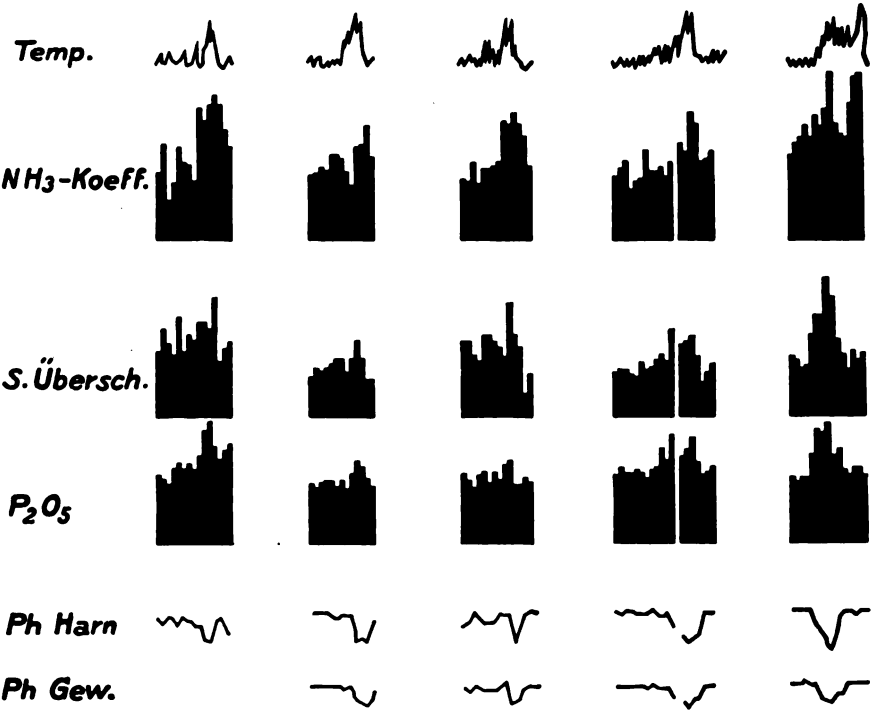 Temp.
NH₃-Koeff.
S. Übersch.
P₂O₅
Ph Harn
Ph Gew.